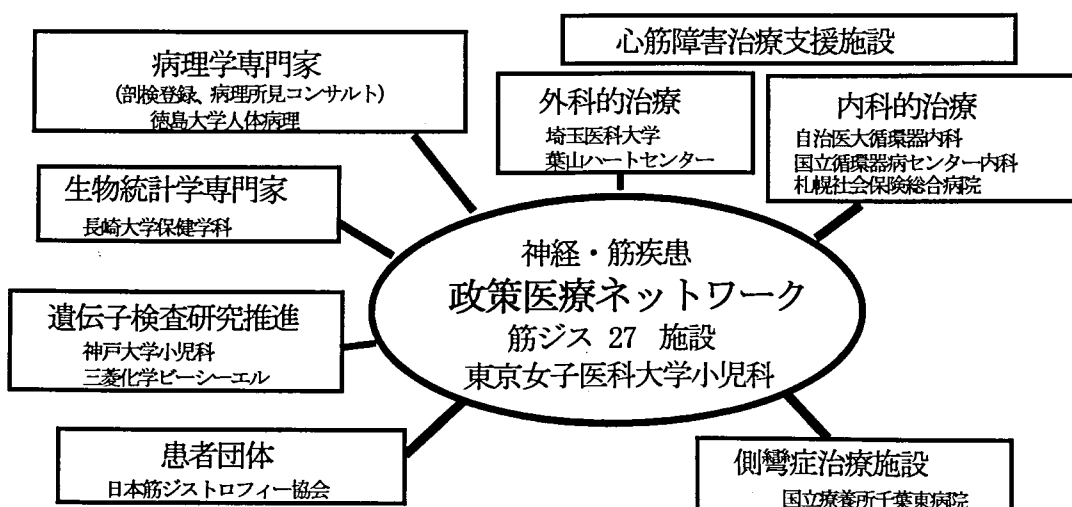 心筋障害治療支援施設
病理学専門家
(剖検登録、病理所見コンサルト)
徳島大学人体病理
外科的治療
埼玉医科大学
葉山ハートセンター
内科的治療
自治医大循環器内科
国立循環器病センター内科
札幌社会保険総合病院
生物統計学専門家
長崎大学保健学科
神経・筋疾患
政策医療ネットワーク
筋ジス 27 施設
東京女子医科大学小児科
遺伝子検査研究推進
神戸大学小児科
三菱化学ビーシーエル
患者団体
日本筋ジストロフィー協会
側彎症治療施設
国立療養所千葉東病院